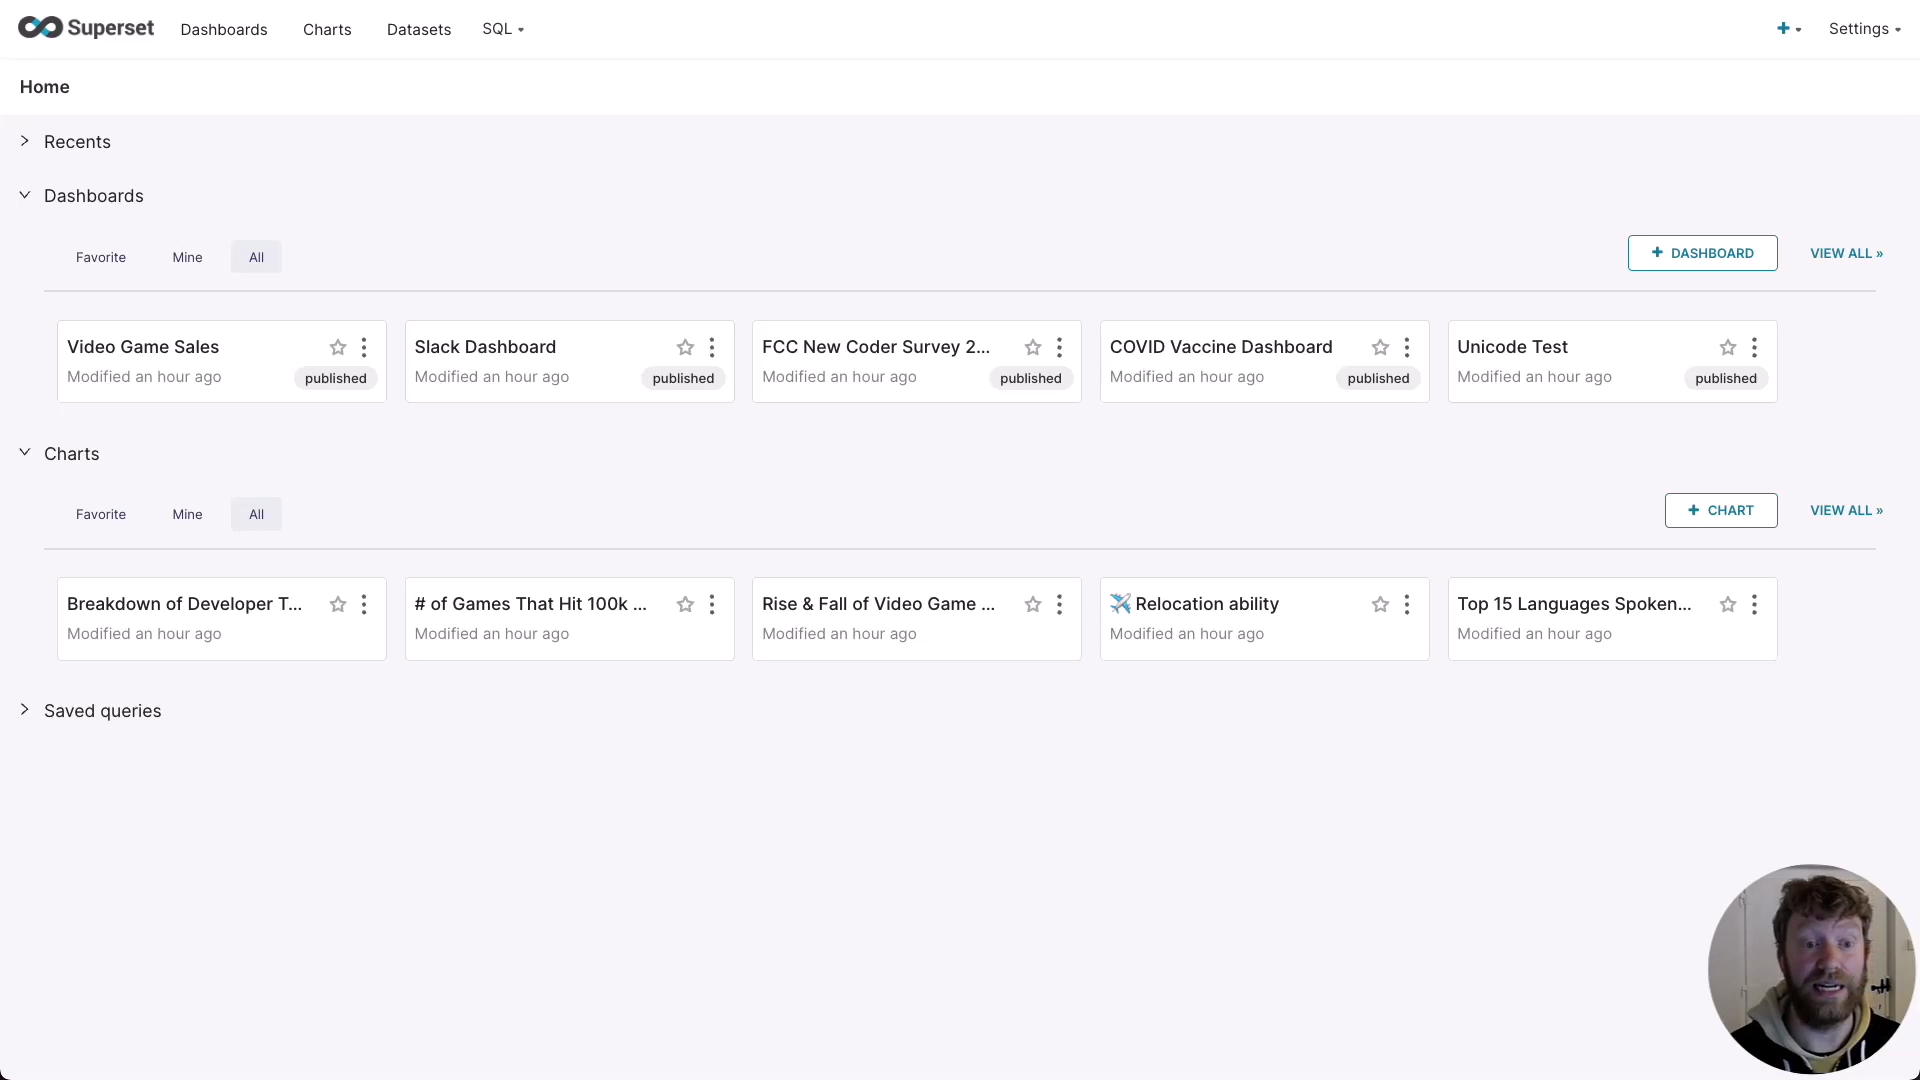 Superset Dashboards Charts Datasets SQL Settings
Home
Recents
Dashboards
Favorite Mine All + DASHBOARD VIEW ALL »
Video Game Sales
Modified an hour ago published
Slack Dashboard
Modified an hour ago published
FCC New Coder Survey 2...
Modified an hour ago published
COVID Vaccine Dashboard
Modified an hour ago published
Unicode Test
Modified an hour ago published
Charts
Favorite Mine All + CHART VIEW ALL »
Breakdown of Developer T...
Modified an hour ago
# of Games That Hit 100k ...
Modified an hour ago
Rise & Fall of Video Game ...
Modified an hour ago
✈️ Relocation ability
Modified an hour ago
Top 15 Languages Spoken...
Modified an hour ago
Saved queries